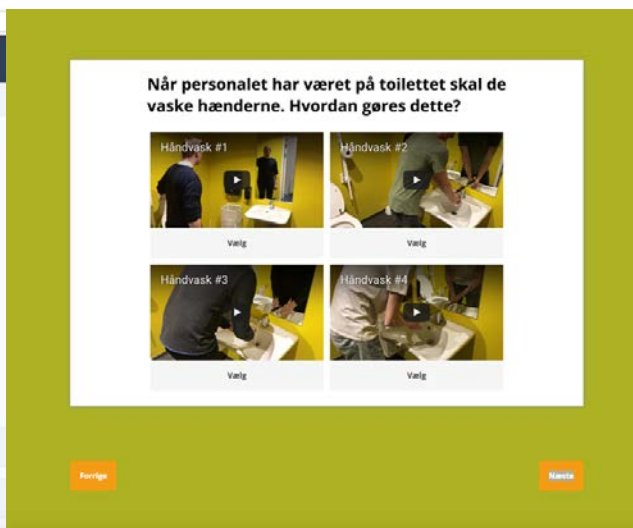 Når personalet har været på toilettet skal de
vaske hænderne. Hvordan gøres dette?
Håndvask #1
Håndvask #2
Vælg
Vælg
Håndvask #3
Håndvask #4
Vælg
Vælg
Forrige
Næste